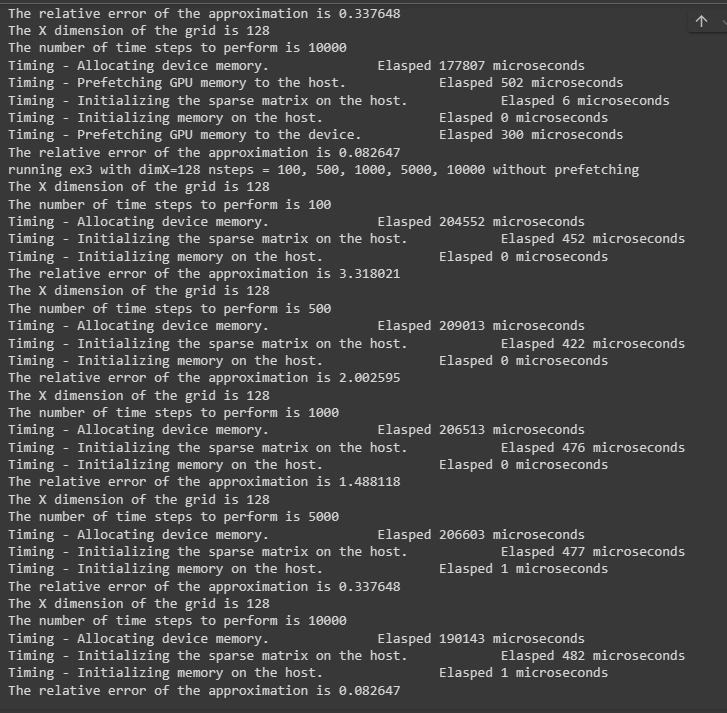 The relative error of the approximation is 0.337648
The X dimension of the grid is 128
The number of time steps to perform is 10000
Timing - Allocating device memory. Elasped 177807 microseconds
Timing - Prefetching GPU memory to the host. Elasped 502 microseconds
Timing - Initializing the sparse matrix on the host. Elasped 6 microseconds
Timing - Initializing memory on the host. Elasped 0 microseconds
Timing - Prefetching GPU memory to the device. Elasped 300 microseconds
The relative error of the approximation is 0.082647
running ex3 with dimX=128 nsteps = 100, 500, 1000, 5000, 10000 without prefetching
The X dimension of the grid is 128
The number of time steps to perform is 100
Timing - Allocating device memory. Elasped 204552 microseconds
Timing - Initializing the sparse matrix on the host. Elasped 452 microseconds
Timing - Initializing memory on the host. Elasped 0 microseconds
The relative error of the approximation is 3.318021
The X dimension of the grid is 128
The number of time steps to perform is 500
Timing - Allocating device memory. Elasped 209013 microseconds
Timing - Initializing the sparse matrix on the host. Elasped 422 microseconds
Timing - Initializing memory on the host. Elasped 0 microseconds
The relative error of the approximation is 2.002595
The X dimension of the grid is 128
The number of time steps to perform is 1000
Timing - Allocating device memory. Elasped 206513 microseconds
Timing - Initializing the sparse matrix on the host. Elasped 476 microseconds
Timing - Initializing memory on the host. Elasped 0 microseconds
The relative error of the approximation is 1.488118
The X dimension of the grid is 128
The number of time steps to perform is 5000
Timing - Allocating device memory. Elasped 206603 microseconds
Timing - Initializing the sparse matrix on the host. Elasped 477 microseconds
Timing - Initializing memory on the host. Elasped 1 microseconds
The relative error of the approximation is 0.337648
The X dimension of the grid is 128
The number of time steps to perform is 10000
Timing - Allocating device memory. Elasped 190143 microseconds
Timing - Initializing the sparse matrix on the host. Elasped 482 microseconds
Timing - Initializing memory on the host. Elasped 1 microseconds
The relative error of the approximation is 0.082647